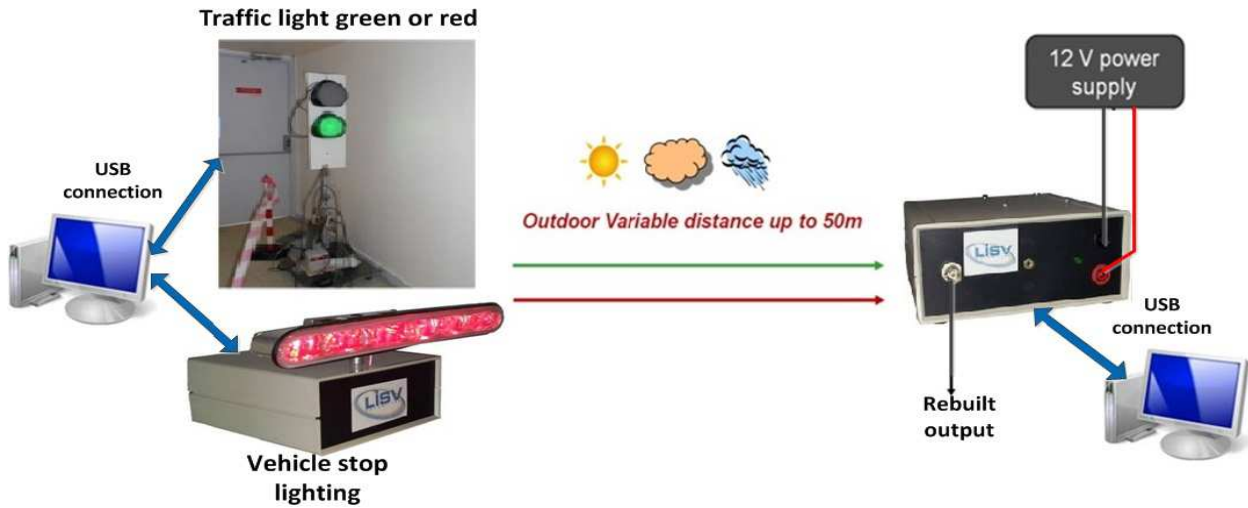 Traffic light green or red
12 V power
supply
USB
connection
Outdoor Variable distance up to 50m
LISV
USB
connection
LISV
Rebuilt
output
Vehicle stop
lighting